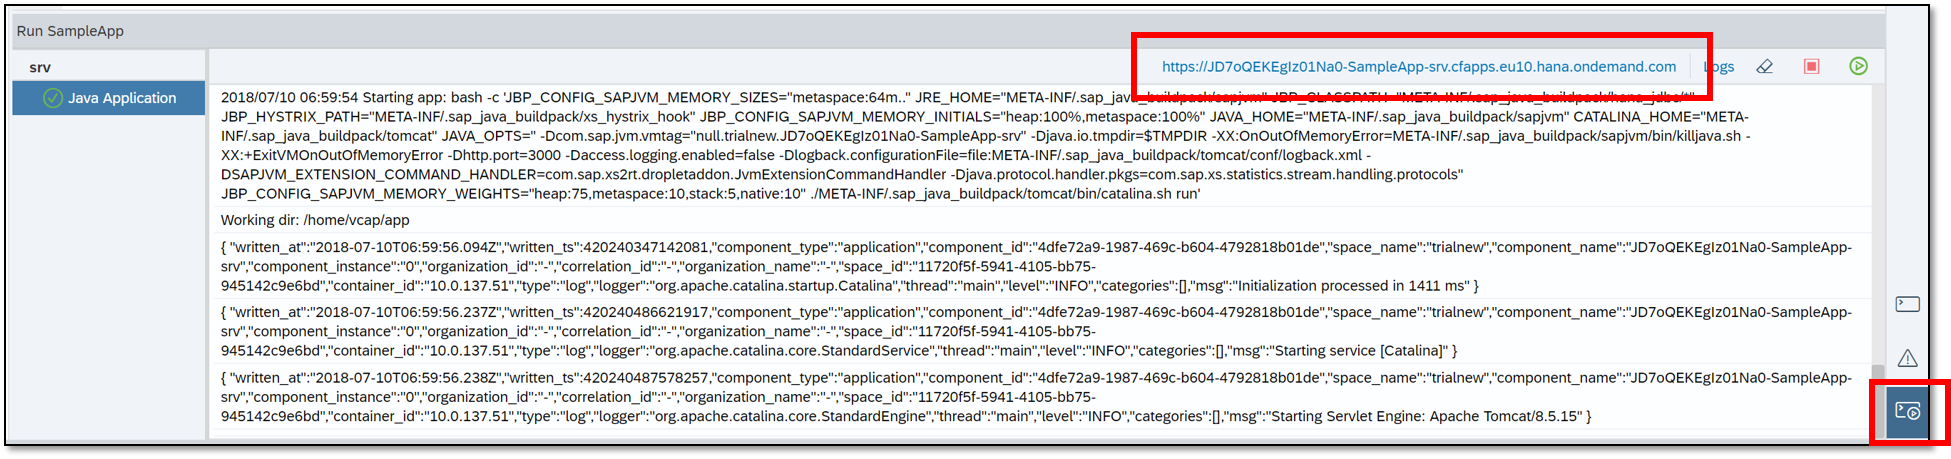 Run SampleApp
srv
https://JD7oQEKEgIz01Na0-SampleApp-srv.cfapps.eu10.hana.ondemand.com Logs
Java Application
2018/07/10 06:59:54 Starting app: bash -c 'JBP_CONFIG_SAPJVM_MEMORY_SIZES="metaspace:64m.." JRE_HOME="META-INF/.sap_java_buildpack/sapjvm" JBP_CLASSPATH="META-INF/.sap_java_buildpack/hana_jdbc/*"
JBP_HYSTRIX_PATH="META-INF/.sap_java_buildpack/xs_hystrix_hook" JBP_CONFIG_SAPJVM_MEMORY_INITIALS="heap:100%,metaspace:100%" JAVA_HOME="META-INF/.sap_java_buildpack/sapjvm" CATALINA_HOME="META-
INF/.sap_java_buildpack/tomcat" JAVA_OPTS=" -Dcom.sap.jvm.vmtag="null.trialnew.JD7oQEKEgIz01Na0-SampleApp-srv" -Djava.io.tmpdir=$TMPDIR -XX:OnOutOfMemoryError=META-INF/.sap_java_buildpack/sapjvm/bin/killjava.sh -
XX:+ExitVMOnOutOfMemoryError -Dhttp.port=3000 -Daccess.logging.enabled=false -Dlogback.configurationFile=file:META-INF/.sap_java_buildpack/tomcat/conf/logback.xml -
DSAPJVM_EXTENSION_COMMAND_HANDLER=com.sap.xs2rt.dropletaddon.JvmExtensionCommandHandler -Djava.protocol.handler.pkgs=com.sap.xs.statistics.stream.handling.protocols"
JBP_CONFIG_SAPJVM_MEMORY_WEIGHTS="heap:75,metaspace:10,stack:5,native:10" ./META-INF/.sap_java_buildpack/tomcat/bin/catalina.sh run'
Working dir: /home/vcap/app
{ "written_at":"2018-07-10T06:59:56.094Z","written_ts":420240347142081,"component_type":"application","component_id":"4dfe72a9-1987-469c-b604-4792818b01de","space_name":"trialnew","component_name":"JD7oQEKEgIz01Na0-SampleApp-
srv","component_instance":"0","organization_id":"-","correlation_id":"-","organization_name":"-","space_id":"11720f5f-5941-4105-bb75-
945142c9e6bd","container_id":"10.0.137.51","type":"log","logger":"org.apache.catalina.startup.Catalina","thread":"main","level":"INFO","categories":[],"msg":"Initialization processed in 1411 ms" }
{ "written_at":"2018-07-10T06:59:56.237Z","written_ts":420240486621917,"component_type":"application","component_id":"4dfe72a9-1987-469c-b604-4792818b01de","space_name":"trialnew","component_name":"JD7oQEKEgIz01Na0-SampleApp-
srv","component_instance":"0","organization_id":"-","correlation_id":"-","organization_name":"-","space_id":"11720f5f-5941-4105-bb75-
945142c9e6bd","container_id":"10.0.137.51","type":"log","logger":"org.apache.catalina.core.StandardService","thread":"main","level":"INFO","categories":[],"msg":"Starting service [Catalina]" }
{ "written_at":"2018-07-10T06:59:56.238Z","written_ts":420240487578257,"component_type":"application","component_id":"4dfe72a9-1987-469c-b604-4792818b01de","space_name":"trialnew","component_name":"JD7oQEKEgIz01Na0-SampleApp-
srv","component_instance":"0","organization_id":"-","correlation_id":"-","organization_name":"-","space_id":"11720f5f-5941-4105-bb75-
945142c9e6bd","container_id":"10.0.137.51","type":"log","logger":"org.apache.catalina.core.StandardEngine","thread":"main","level":"INFO","categories":[],"msg":"Starting Servlet Engine: Apache Tomcat/8.5.15" }